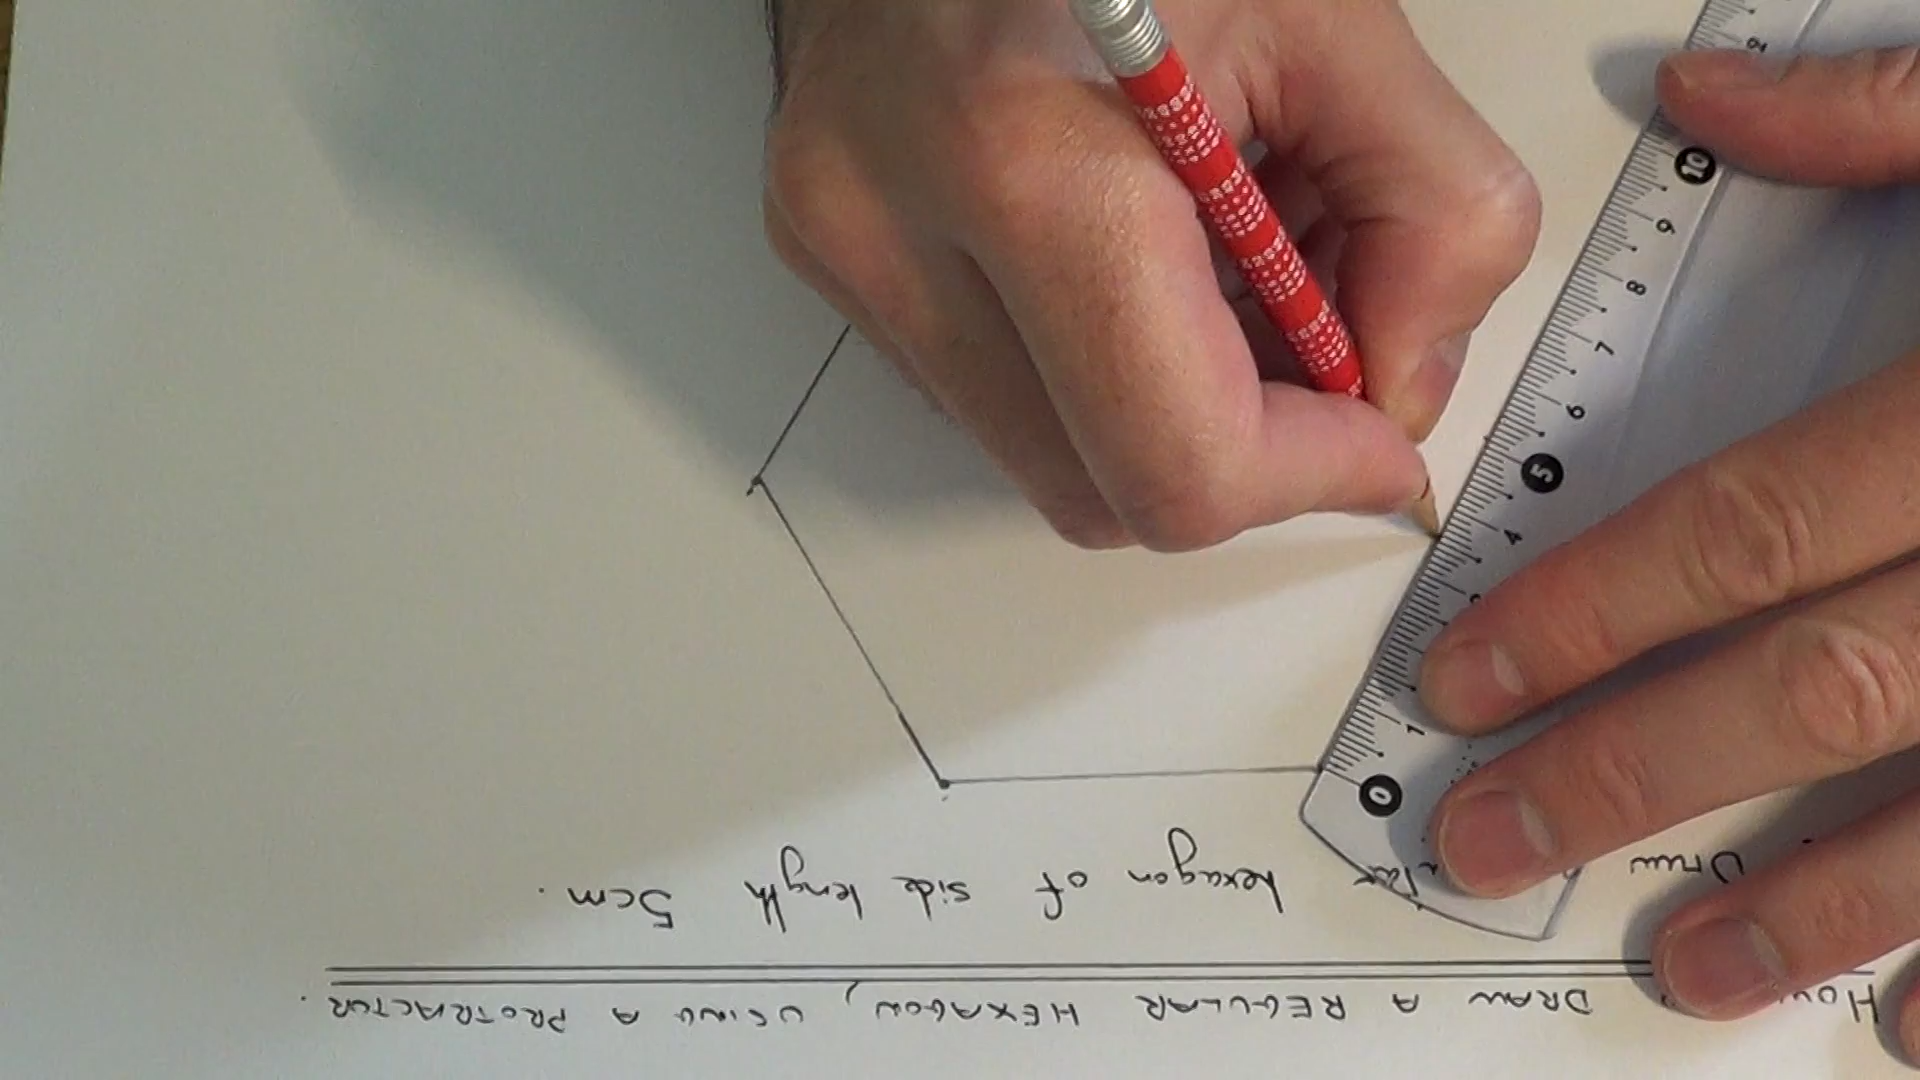 How DRAW A REGULAR HEXAGON, USING A PROTRACTOR.
Draw hexagon of side length 5cm.
0 1 4 5 6 7 8 9 10